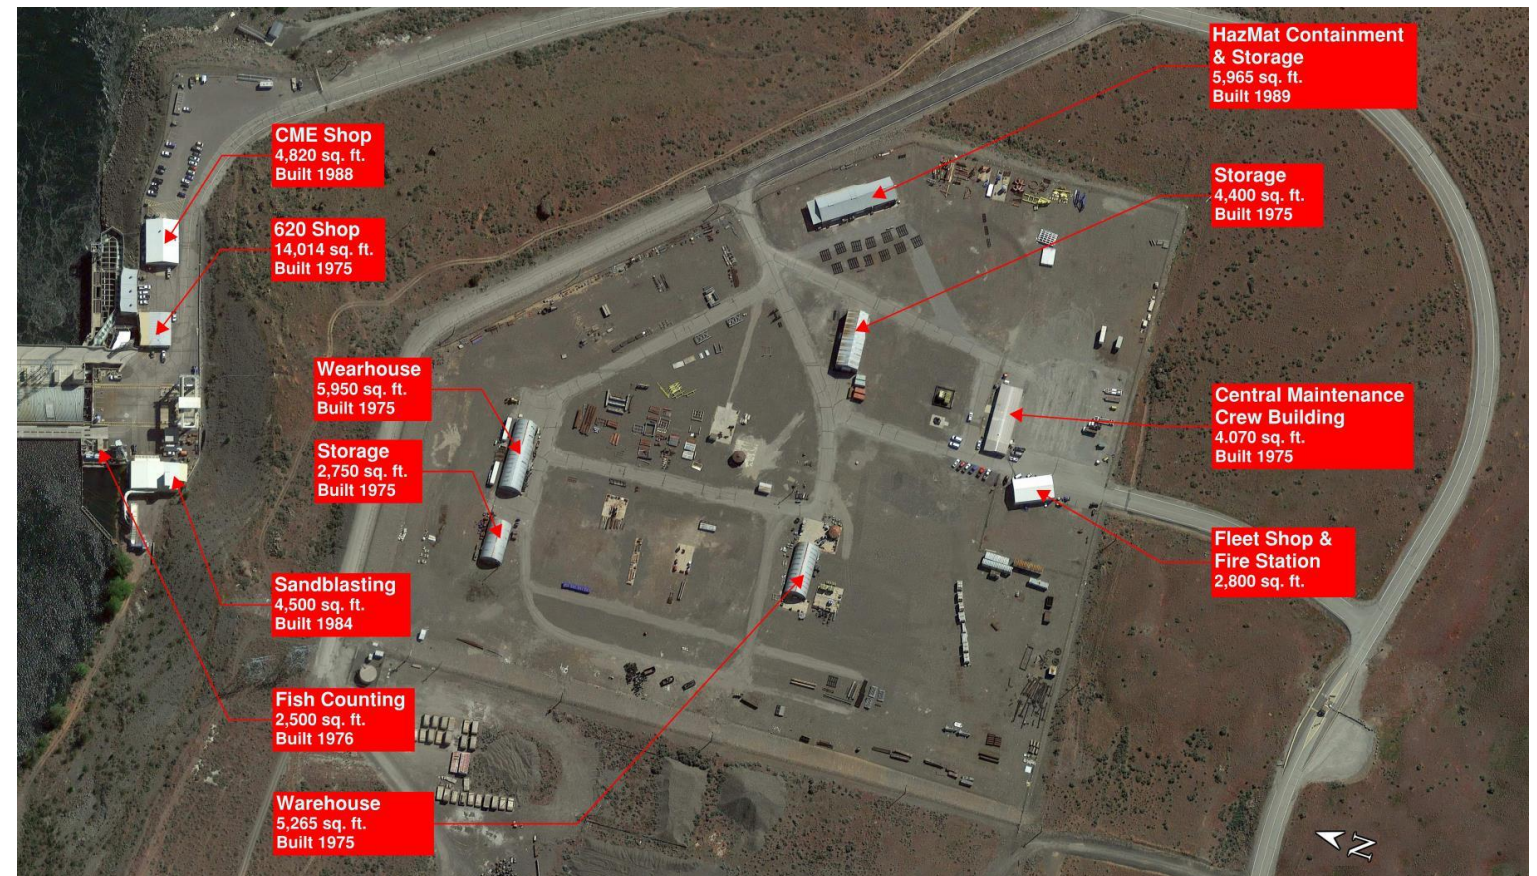 HazMat Containment
& Storage
5,965 sq. ft.
Built 1989
CME Shop
4,820 sq. ft.
Built 1988
Storage
4,400 sq. ft.
Built 1975
620 Shop
14,014 sq. ft.
Built 1975
Wearhouse
5,950 sq. ft.
Built 1975
Central Maintenance
Crew Building
4.070 sq. ft.
Built 1975
Storage
2,750 sq. ft.
Built 1975
Fleet Shop &
Fire Station
2,800 sq. ft.
Sandblasting
4,500 sq. ft.
Built 1984
Fish Counting
2,500 sq. ft.
Built 1976
Warehouse
5,265 sq. ft.
Built 1975
N